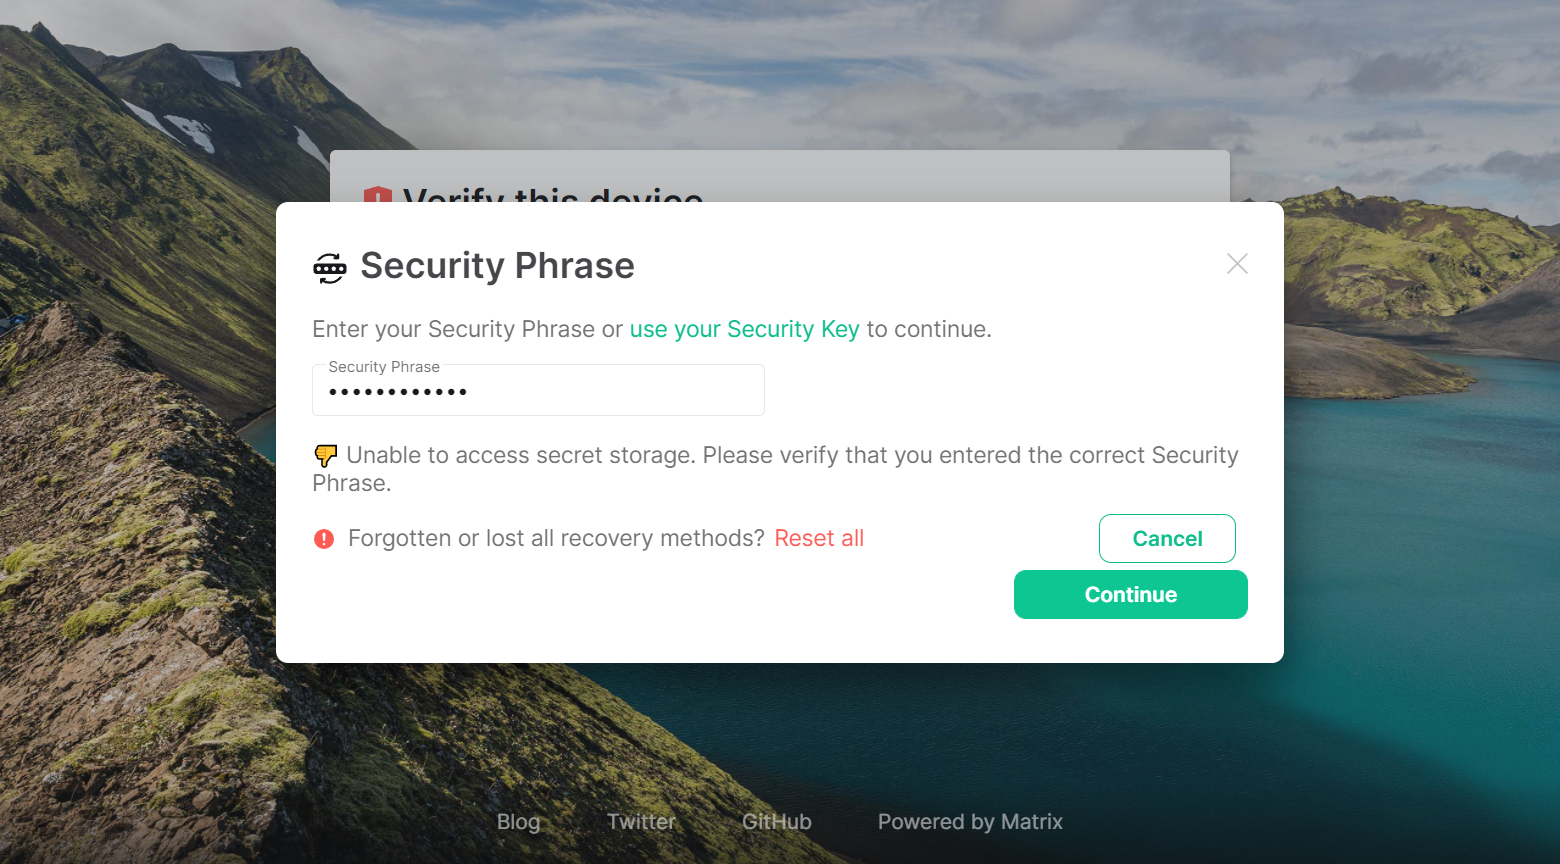 Verify this device
Security Phrase
Enter your Security Phrase or use your Security Key to continue.
Security Phrase
••••••••••••
Unable to access secret storage. Please verify that you entered the correct Security
Phrase.
Forgotten or lost all recovery methods? Reset all
Cancel
Continue
Blog Twitter GitHub Powered by Matrix